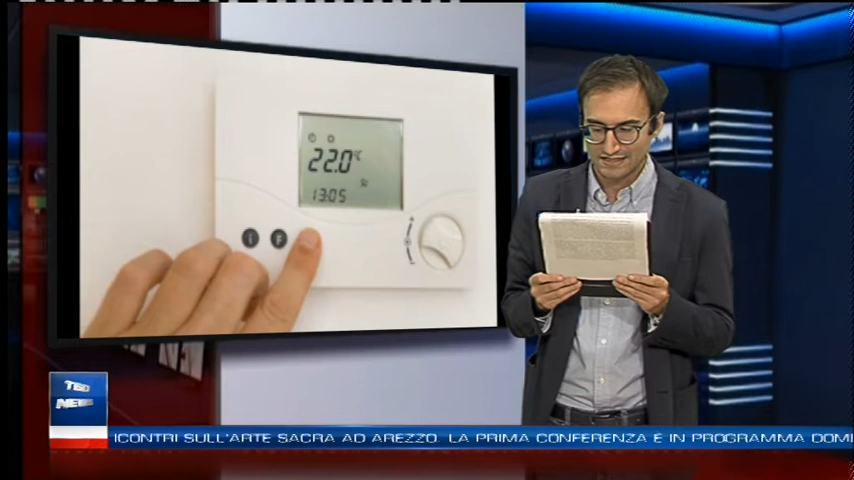 22.0°C
13:05
I F
TSD
NEWS
ICONTRI SULL'ARTE SACRA AD AREZZO. LA PRIMA CONFERENZA È IN PROGRAMMA DOM